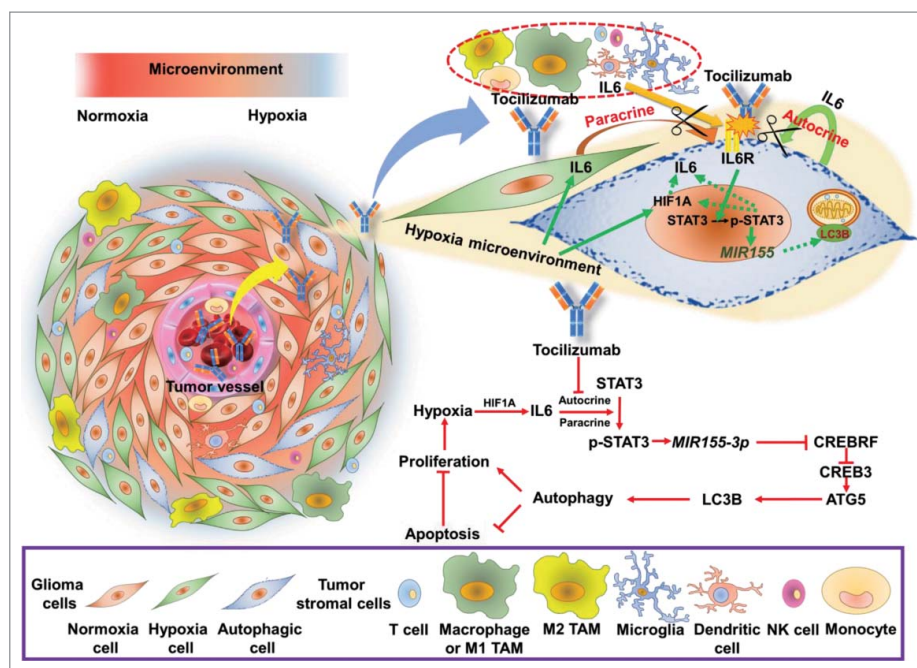 Microenvironment
Normoxia
Hypoxia
Tumor vessel
Tocilizumab
IL6
Tocilizumab
IL6
Paracrine
Autocrine
IL6
IL6
IL6R
HIF1A
STAT3
p-STAT3
MIR155
LC3B
Hypoxia microenvironment
Tocilizumab
STAT3
Hypoxia
HIF1A
IL6
Autocrine
Paracrine
p-STAT3
MIR155-3p
CREBRF
CREB3
Proliferation
Autophagy
LC3B
ATG5
Apoptosis
Glioma
cells
Normoxia
cell
Hypoxia
cell
Autophagic
cell
Tumor
stromal cells
T cell
Macrophage
or M1 TAM
M2 TAM
Microglia
Dendritic
cell
NK cell
Monocyte